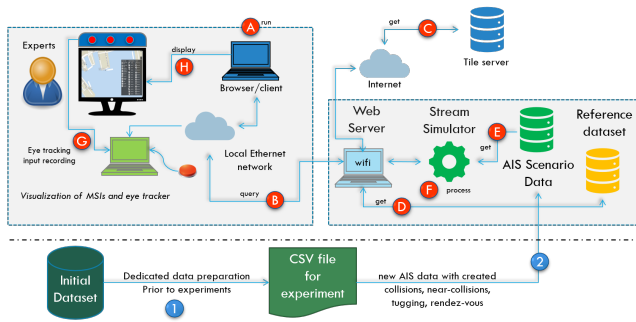 A
run
get
C
Tile server
Experts
display
H
Browser/client
Internet
Web
Server
Stream
Simulator
E
get
Reference
dataset
AIS Scenario
Data
G
Eye tracking
input recording
Local Ethernet
network
wifi
F
process
Visualization of MSIs and eye tracker
query
B
get
D
Initial
Dataset
Dedicated data preparation
Prior to experiments
1
CSV file
for
experiment
new AIS data with created
collisions, near-collisions,
tugging, rendez-vous
2